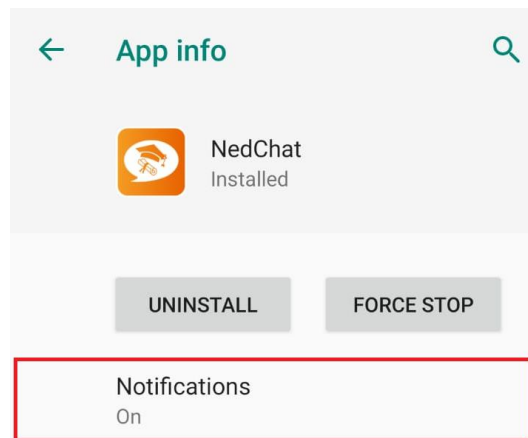 App info
NedChat
Installed
UNINSTALL FORCE STOP
Notifications
On